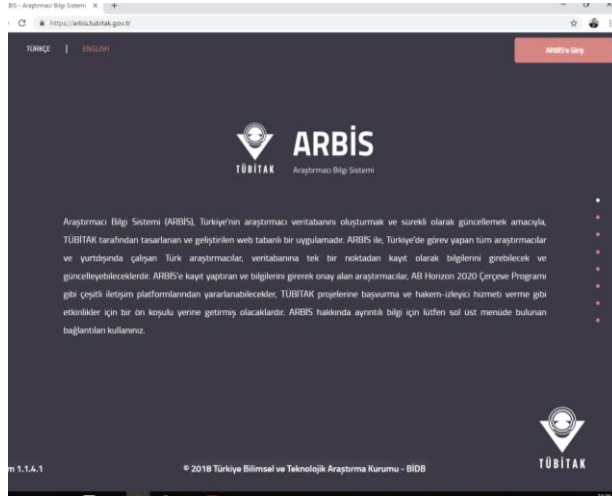 BİS - Araştırmacı Bilgi Sistemi
https://arbis.tubitak.gov.tr
TÜRKÇE | ENGLISH
ARBİS'e Giriş
TÜBİTAK
ARBİS
Araştırmacı Bilgi Sistemi
Araştırmacı Bilgi Sistemi (ARBİS), Türkiye'nin araştırmacı veritabanını oluşturmak ve sürekli olarak güncellemek amacıyla,
TÜBİTAK tarafından tasarlanan ve geliştirilen web tabanlı bir uygulamadır. ARBİS ile, Türkiye'de görev yapan tüm araştırmacılar
ve yurtdışında çalışan Türk araştırmacılar, veritabanına tek bir noktadan kayıt olarak bilgilerini girebilecek ve
güncelleyebileceklerdir. ARBİS'e kayıt yaptıran ve bilgilerini girerek onay alan araştırmacılar, AB Horizon 2020 Çerçeve Programı
gibi çeşitli iletişim platformlarından yararlanabilecekler, TÜBİTAK projelerine başvurma ve hakem-izleyici hizmeti verme gibi
etkinlikler için bir ön koşulu yerine getirmiş olacaklardır. ARBİS hakkında ayrıntılı bilgi için lütfen sol üst menüde bulunan
bağlantıları kullanınız.
TÜBİTAK
m 1.1.4.1
© 2018 Türkiye Bilimsel ve Teknolojik Araştırma Kurumu - BİDB